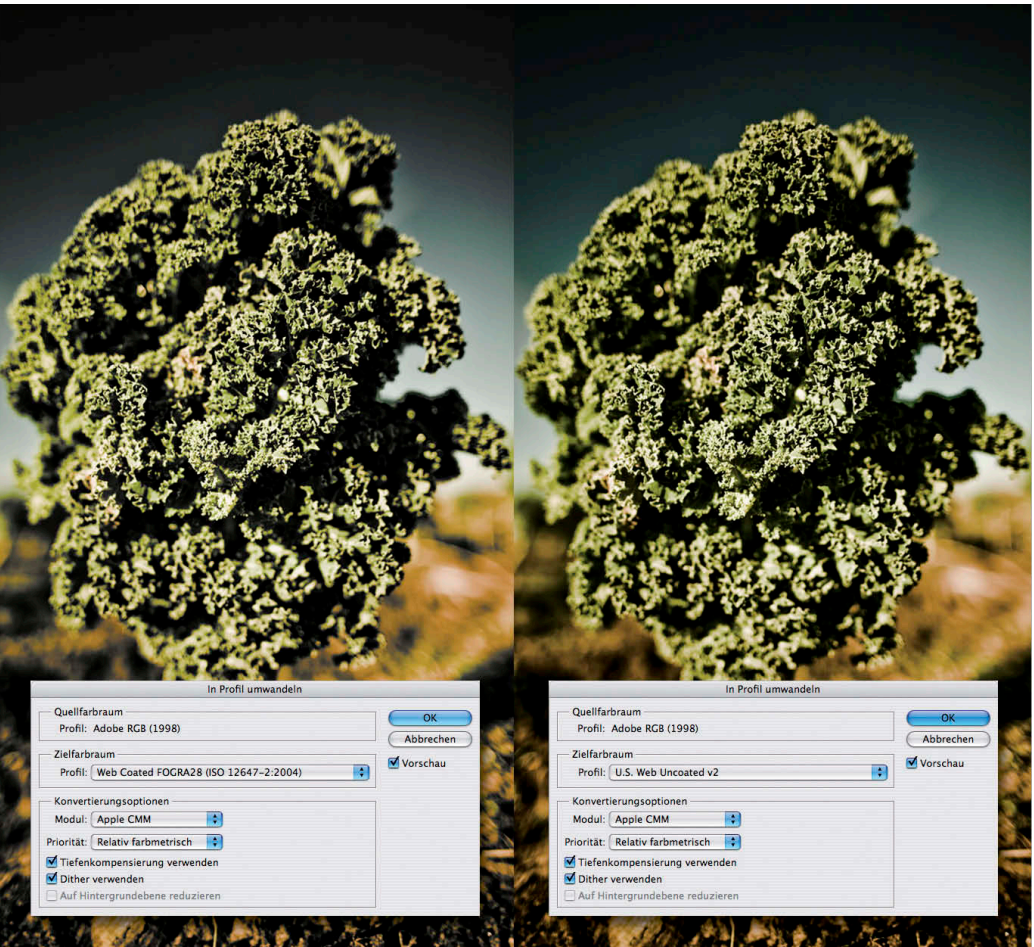 In Profil umwandeln
Quellfarbraum
Profil: Adobe RGB (1998)
Zielfarbraum
Profil: Web Coated FOGRA28 (ISO 12647-2:2004)
Konvertierungsoptionen
Modul: Apple CMM
Priorität: Relativ farbmetrisch
Tiefenkompensierung verwenden
Dither verwenden
Auf Hintergrundebene reduzieren
OK
Abbrechen
Vorschau
In Profil umwandeln
Quellfarbraum
Profil: Adobe RGB (1998)
Zielfarbraum
Profil: U.S. Web Uncoated v2
Konvertierungsoptionen
Modul: Apple CMM
Priorität: Relativ farbmetrisch
Tiefenkompensierung verwenden
Dither verwenden
Auf Hintergrundebene reduzieren
OK
Abbrechen
Vorschau